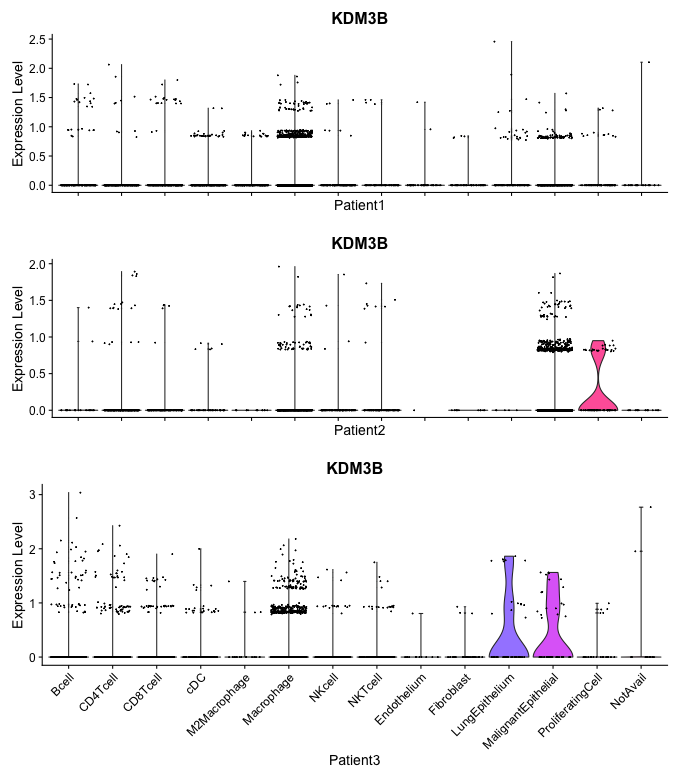 KDM3B
Expression Level
2.5
2.0
1.5
1.0
0.5
0.0
Patient1
KDM3B
Expression Level
2.0
1.5
1.0
0.5
0.0
Patient2
KDM3B
Expression Level
3
2
1
0
Bcell
CD4Tcell
CD8Tcell
cDC
M2Macrophage
Macrophage
NKcell
NKTcell
Endothelium
Fibroblast
LungEpithelium
MalignantEpithelial
ProliferatingCell
NotAvail
Patient3